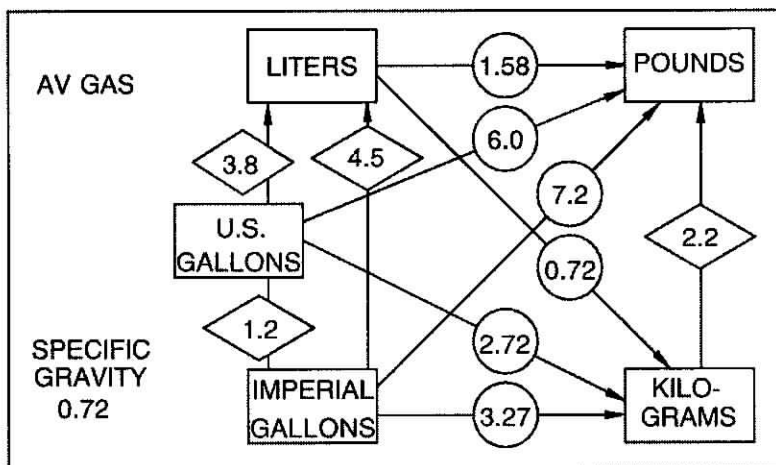 AV GAS
LITERS
1.58
POUNDS
3.8
4.5
6.0
7.2
U.S.
GALLONS
2.2
0.72
1.2
SPECIFIC
GRAVITY
0.72
2.72
IMPERIAL
GALLONS
3.27
KILO-
GRAMS